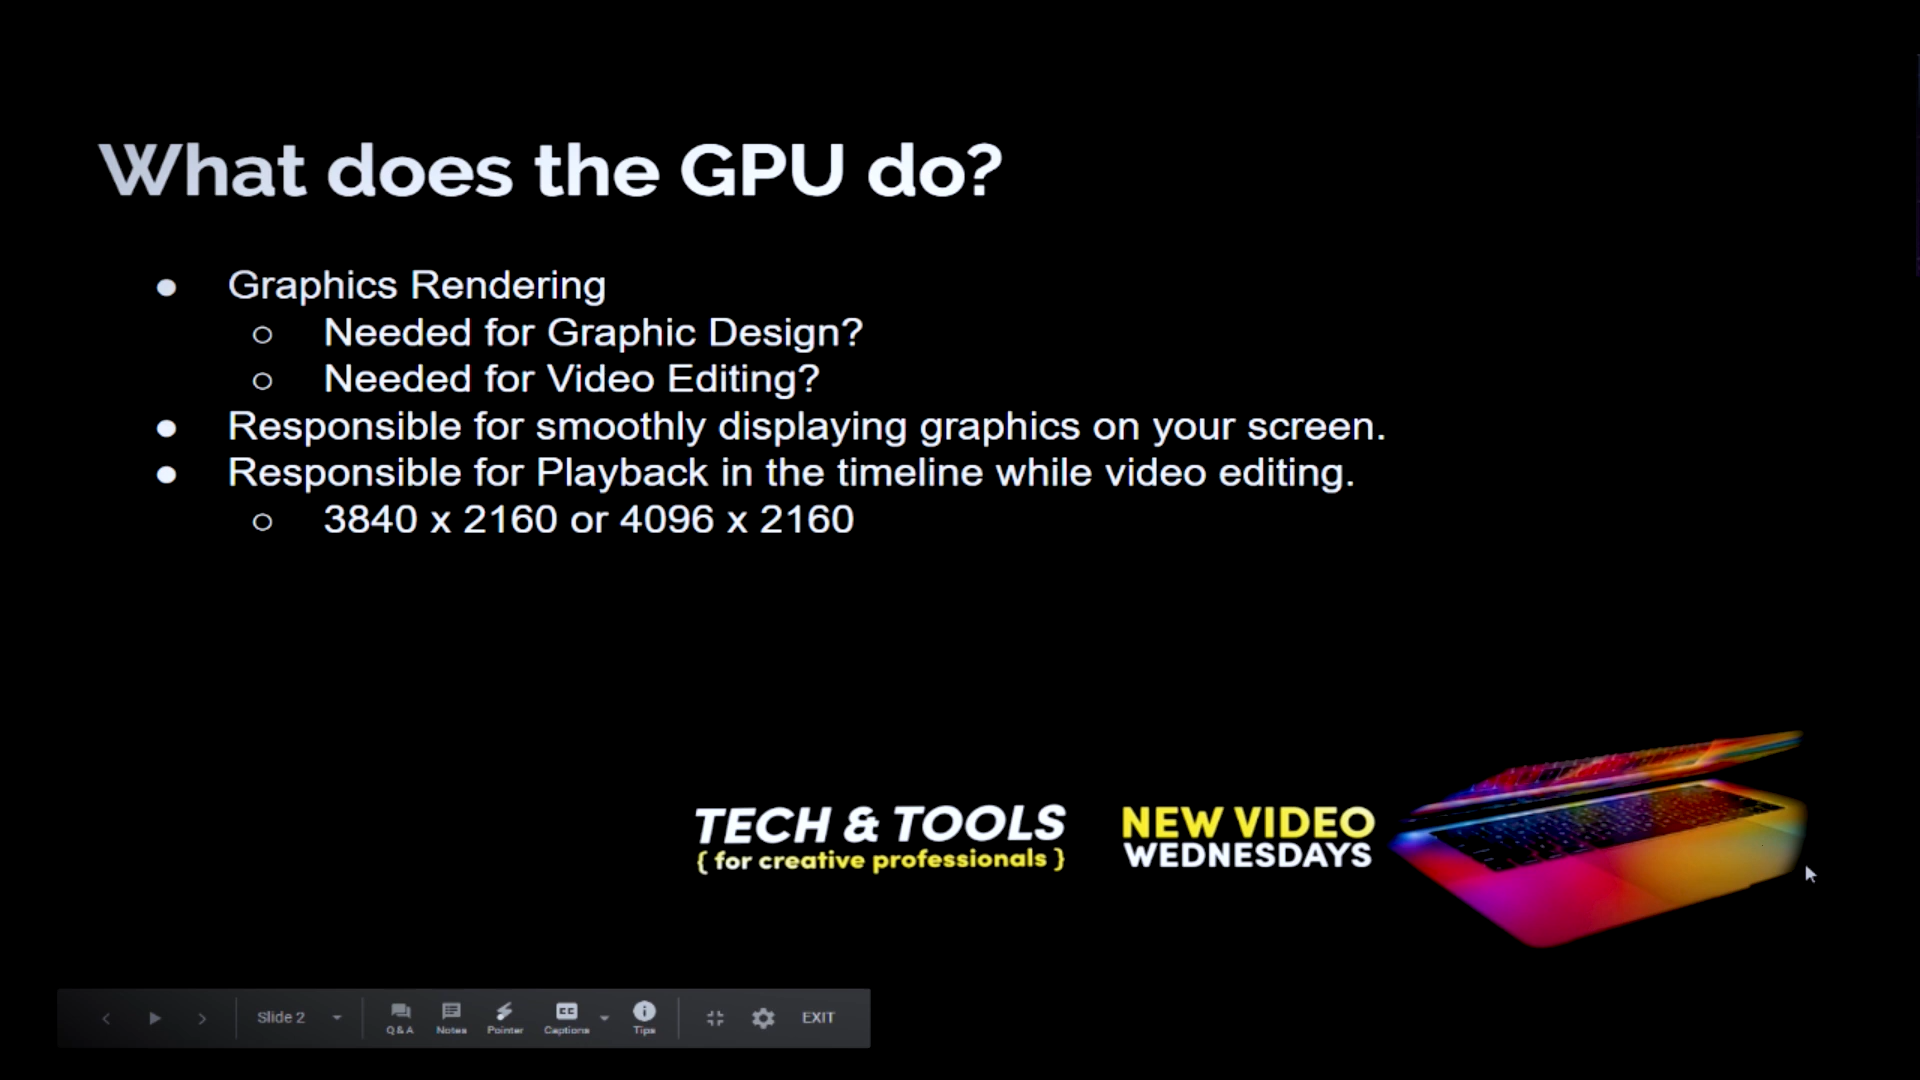 What does the GPU do?
● Graphics Rendering
○ Needed for Graphic Design?
○ Needed for Video Editing?
● Responsible for smoothly displaying graphics on your screen.
● Responsible for Playback in the timeline while video editing.
○ 3840 x 2160 or 4096 x 2160
TECH & TOOLS
{ for creative professionals }
NEW VIDEO
WEDNESDAYS
Slide 2
Q&A
Notes
Pointer
CC
Captions
Tips
EXIT